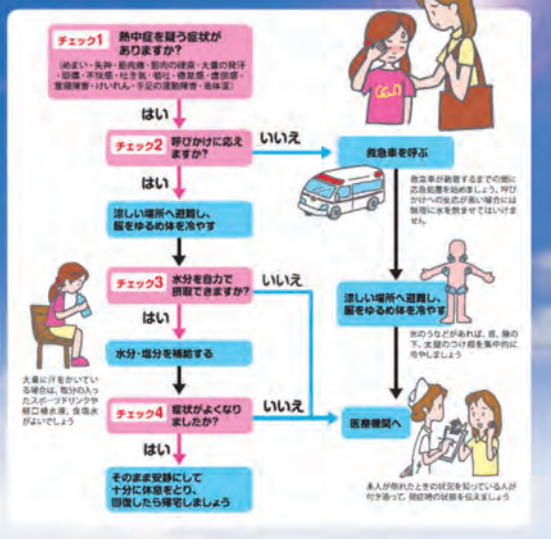 チェック1
熱中症を疑う症状が
ありますか?
(めまい・失神・筋肉痛・筋肉の硬直・大量の発汗
・頭痛・不快感・吐き気・嘔吐・倦怠感・虚脱感・
意識障害・けいれん・手足の運動障害・高体温)
はい
チェック2
呼びかけに応え
ますか?
いいえ
救急車を呼ぶ
救急車が到着するまでの間に
応急処置を始めましょう。呼び
かけへの反応が悪い場合には
無理に水を飲ませてはいけま
せん
はい
涼しい場所へ避難し、
服をゆるめ体を冷やす
涼しい場所へ避難し、
服をゆるめ体を冷やす
氷のうなどがあれば、首、腋の
下、太腿のつけ根を集中的に
冷やしましょう
チェック3
水分を自力で
摂取できますか?
いいえ
はい
水分・塩分を補給する
大量に汗をかいてい
る場合は、塩分の入っ
たスポーツドリンクや
経口補水液、食塩水
がよいでしょう
チェック4
症状がよくなり
ましたか?
いいえ
医療機関へ
本人が倒れたときの状況を知っている人が
付き添って、発症時の状態を伝えましょう
はい
そのまま安静にして
十分に休息をとり、
回復したら帰宅しましょう